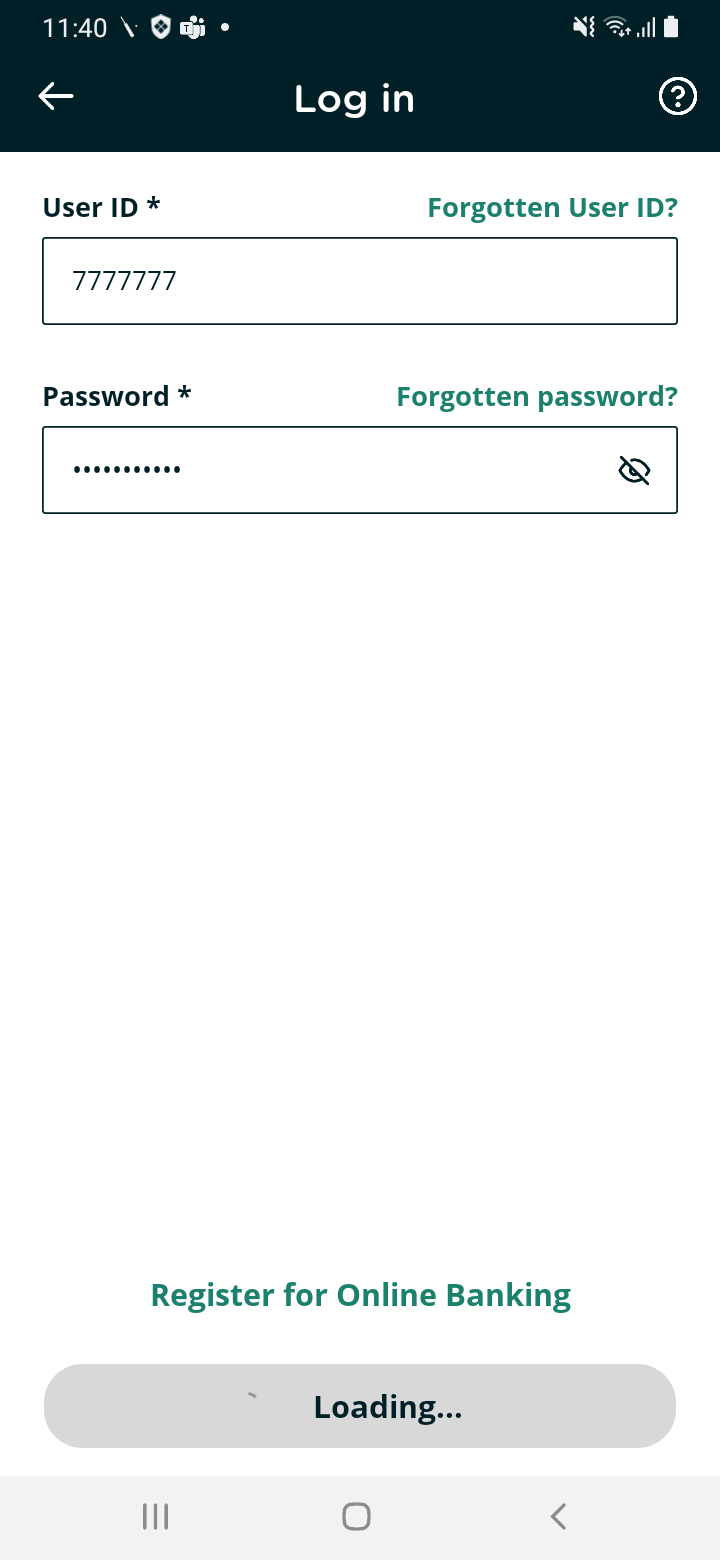 11:40
Log in
User ID * Forgotten User ID?
7777777
Password * Forgotten password?
•••••••••••
Register for Online Banking
Loading...